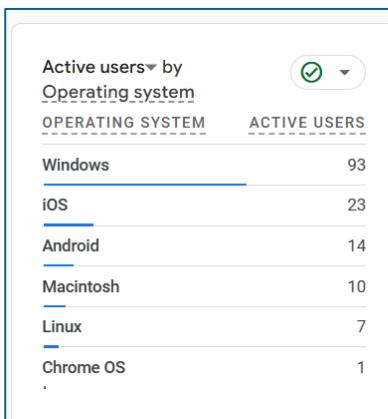 Active users by
Operating system
OPERATING SYSTEM ACTIVE USERS
Windows 93
iOS 23
Android 14
Macintosh 10
Linux 7
Chrome OS 1